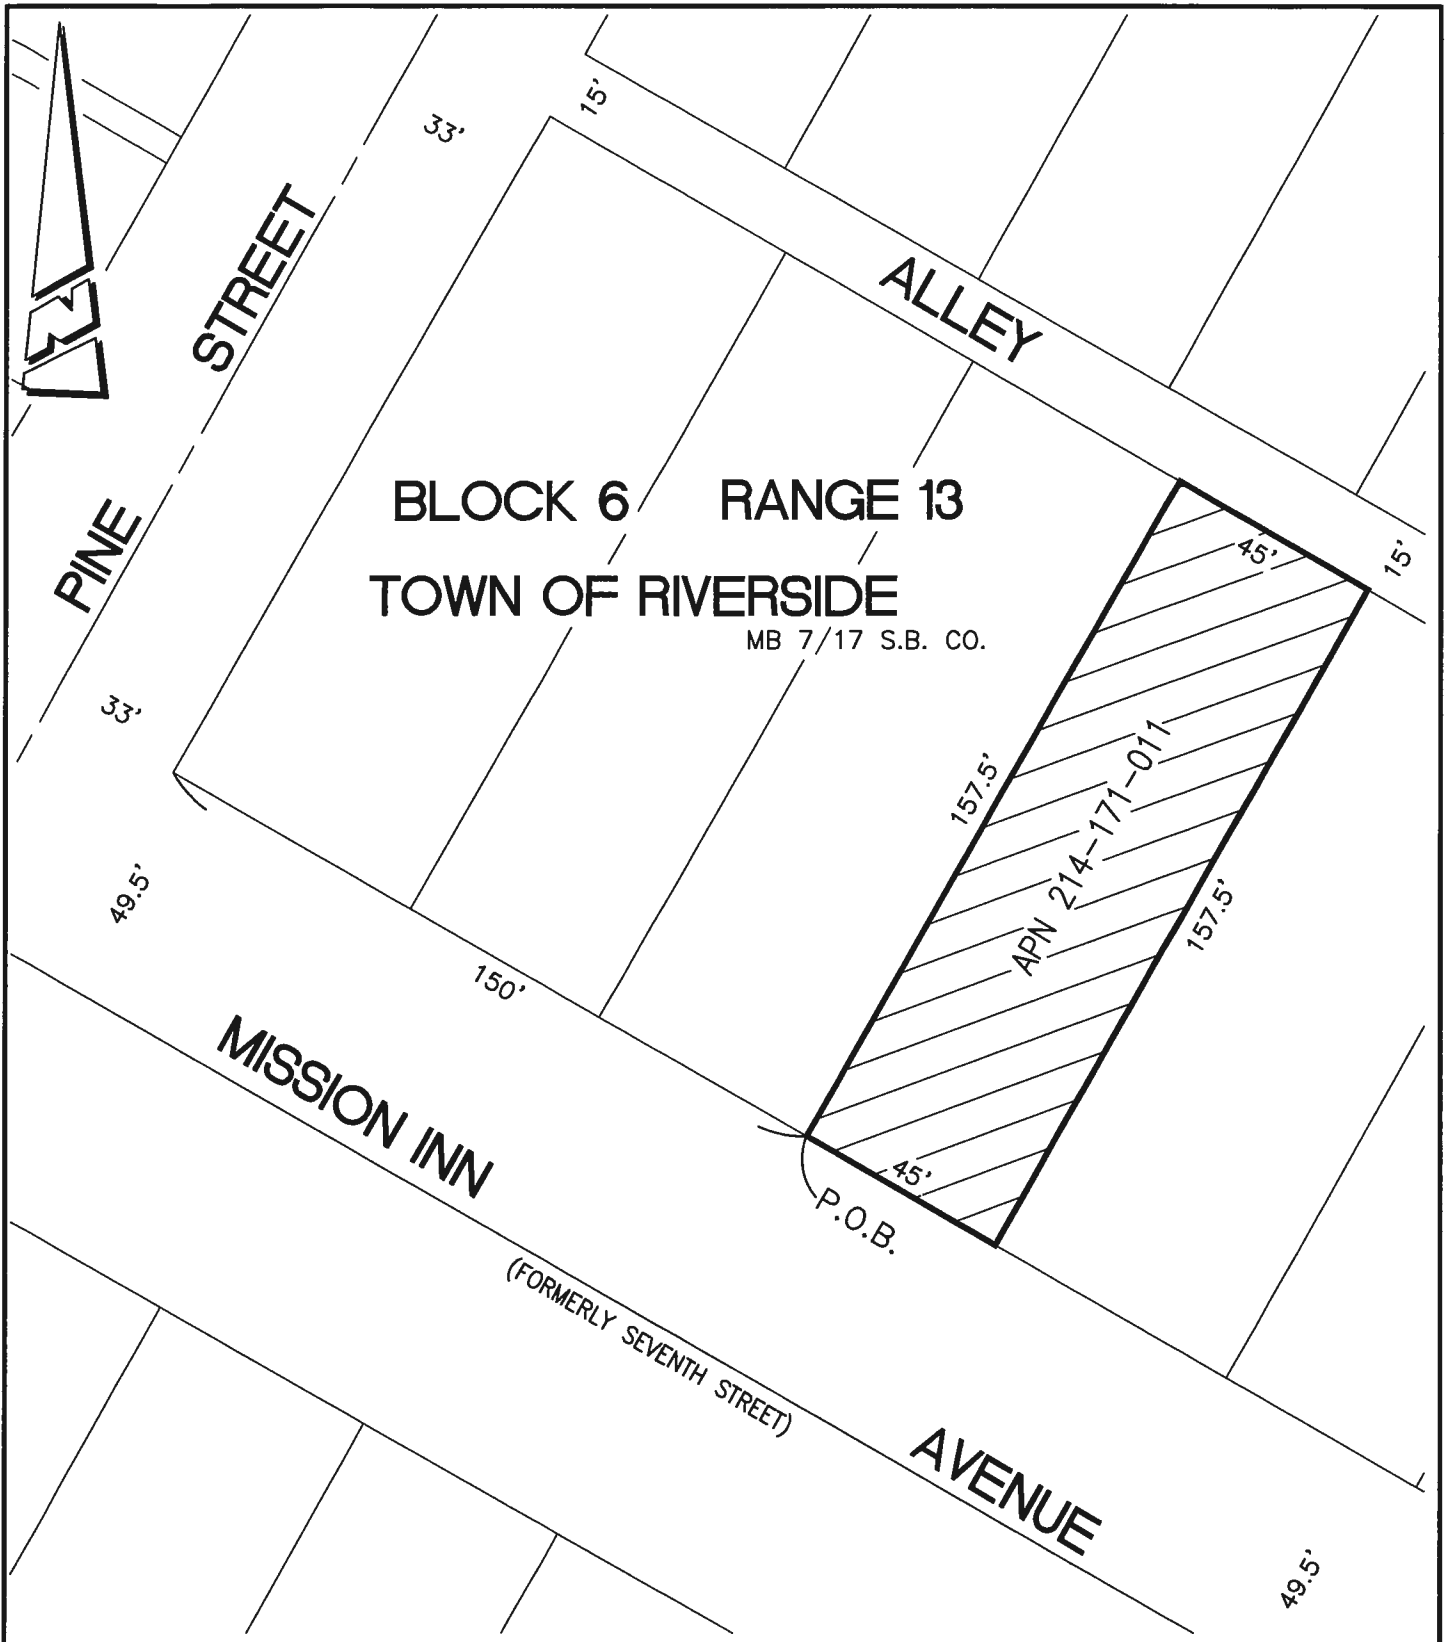 15'
33'
N
STREET
ALLEY
BLOCK 6 RANGE 13
PINE
45'
15'
TOWN OF RIVERSIDE
MB 7/17 S.B. CO.
33'
157.5'
APN 214-171-011
157.5'
49.5'
150'
MISSION INN
45'
P.O.B.
(FORMERLY SEVENTH STREET)
AVENUE
49.5'